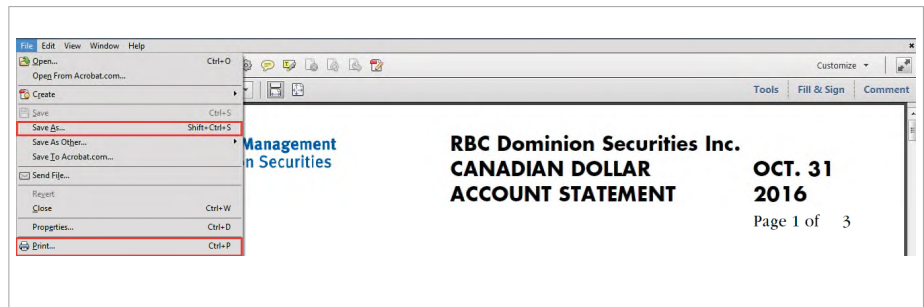 File Edit View Window Help
Open... Ctrl+O
Customize
Open From Acrobat.com...
Create
Tools Fill & Sign Comment
Save Ctrl+S
Save As... Shift+Ctrl+S
Save As Other...
Save To Acrobat.com...
Send File...
Revert
Close Ctrl+W
Properties... Ctrl+D
Print... Ctrl+P
Management
n Securities
RBC Dominion Securities Inc.
CANADIAN DOLLAR OCT. 31
ACCOUNT STATEMENT 2016
Page 1 of 3